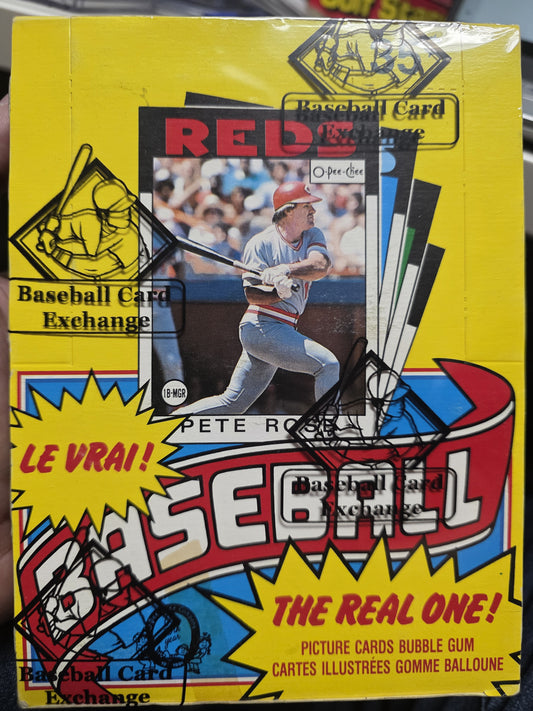 Baseball Card
Exchange
REDS
O-Pee-Chee
Baseball Card
Exchange
1B-MGR
PETE ROSE
LE VRAI!
BASEBALL
Baseball Card
Exchange
THE REAL ONE!
PICTURE CARDS BUBBLE GUM
CARTES ILLUSTRÉES GOMME BALLOUNE
Baseball Card
Exchange